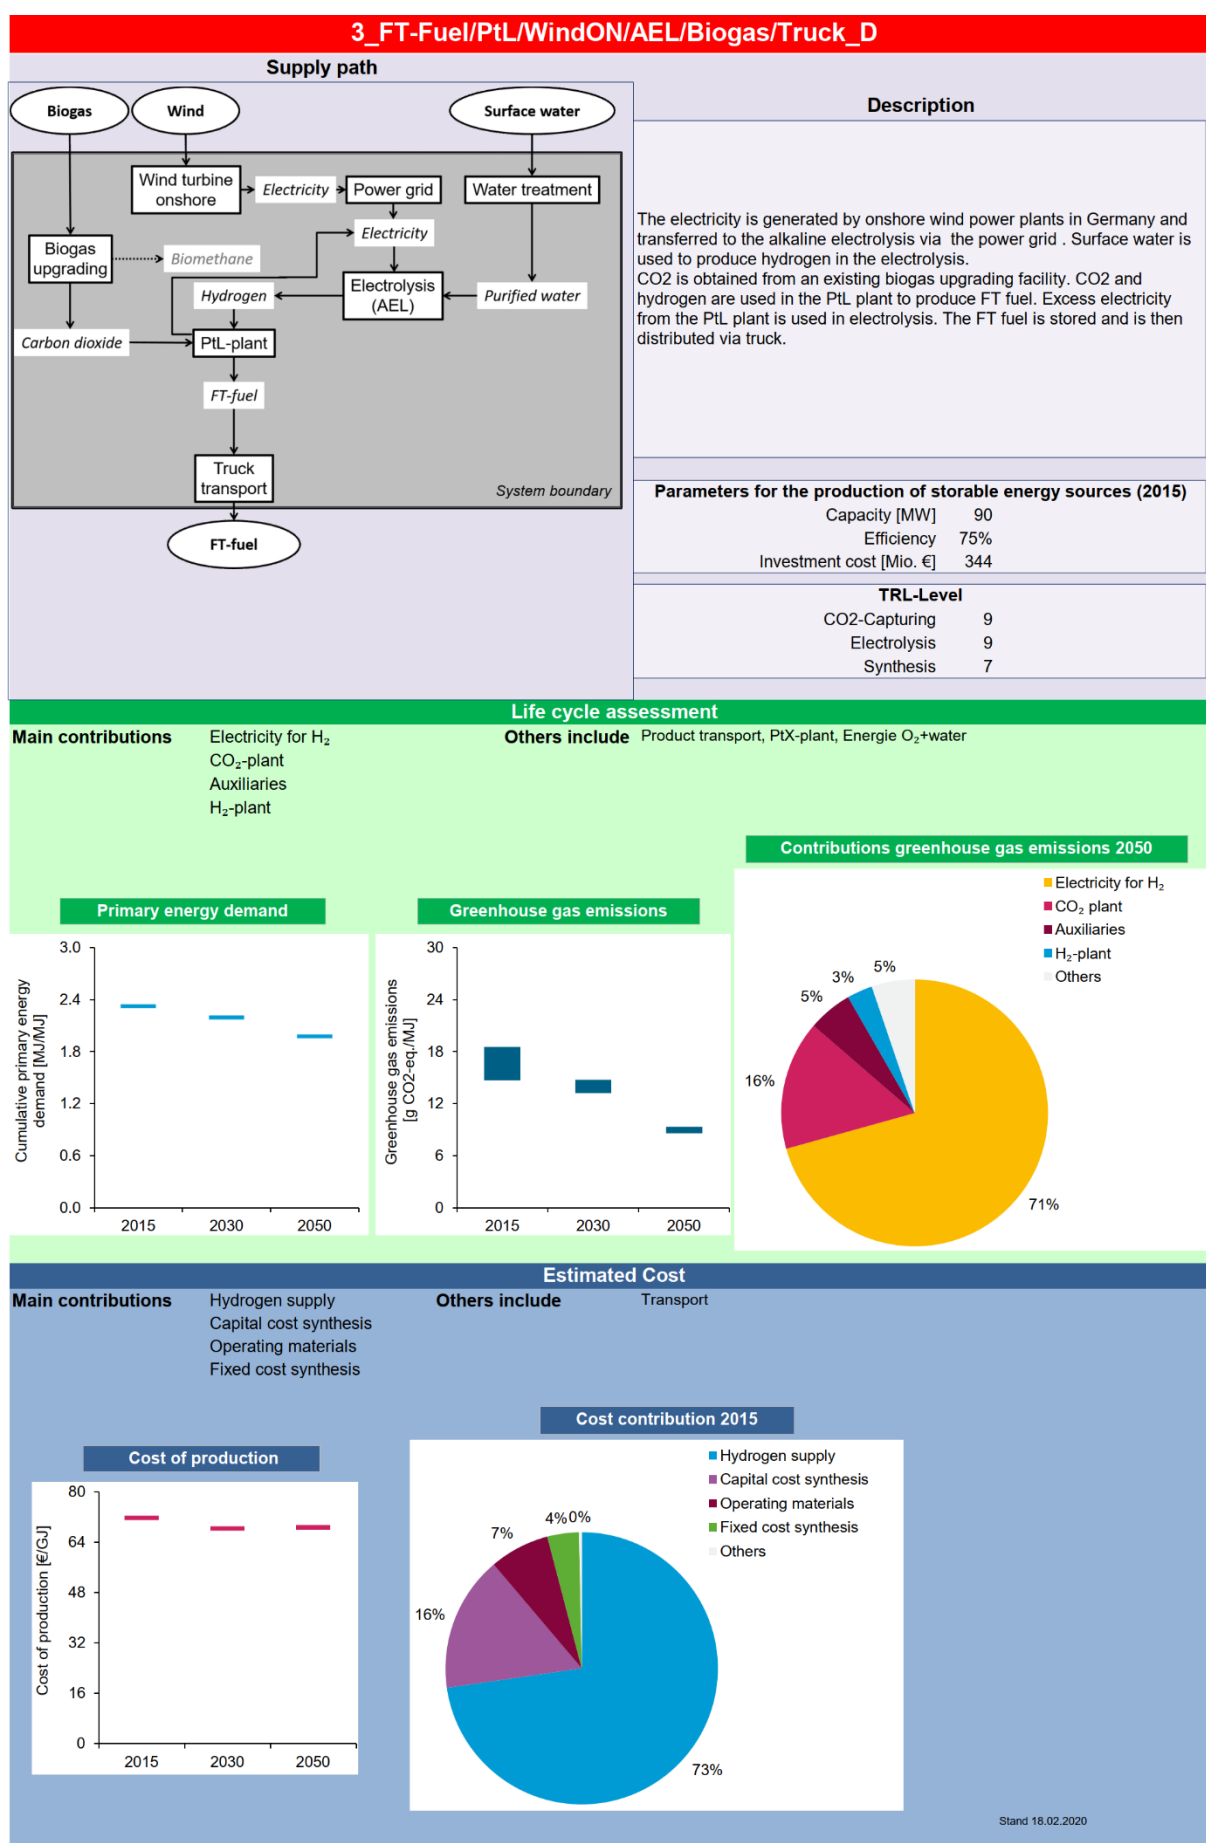 3_FT-Fuel/PtL/WindON/AEL/Biogas/Truck_D
Supply path
Biogas
Wind
Surface water
Wind turbine
onshore
Electricity
Power grid
Water treatment
Electricity
Biogas
upgrading
Biomethane
Hydrogen
Electrolysis
(AEL)
Purified water
Carbon dioxide
PtL-plant
FT-fuel
Truck
transport
System boundary
FT-fuel
Description
The electricity is generated by onshore wind power plants in Germany and
transferred to the alkaline electrolysis via the power grid . Surface water is
used to produce hydrogen in the electrolysis.
CO2 is obtained from an existing biogas upgrading facility. CO2 and
hydrogen are used in the PtL plant to produce FT fuel. Excess electricity
from the PtL plant is used in electrolysis. The FT fuel is stored and is then
distributed via truck.
Parameters for the production of storable energy sources (2015)
Capacity [MW] 90
Efficiency 75%
Investment cost [Mio. €] 344
TRL-Level
CO2-Capturing 9
Electrolysis 9
Synthesis 7
Life cycle assessment
Main contributions
Electricity for H₂
CO₂-plant
Auxiliaries
H₂-plant
Others include
Product transport, PtX-plant, Energie O₂+water
Primary energy demand
Cumulative primary energy
demand [MJ/MJ]
3.0
2.4
1.8
1.2
0.6
0.0
2015 2030 2050
Greenhouse gas emissions
Greenhouse gas emissions
[g CO2-eq./MJ]
30
24
18
12
6
0
2015 2030 2050
Contributions greenhouse gas emissions 2050
Electricity for H₂
CO₂ plant
Auxiliaries
H₂-plant
Others
5%
3%
5%
16%
71%
Estimated Cost
Main contributions
Hydrogen supply
Capital cost synthesis
Operating materials
Fixed cost synthesis
Others include
Transport
Cost of production
Cost of production [€/GJ]
80
64
48
32
16
0
2015 2030 2050
Cost contribution 2015
Hydrogen supply
Capital cost synthesis
Operating materials
Fixed cost synthesis
Others
4% 0%
7%
16%
73%
Stand 18.02.2020